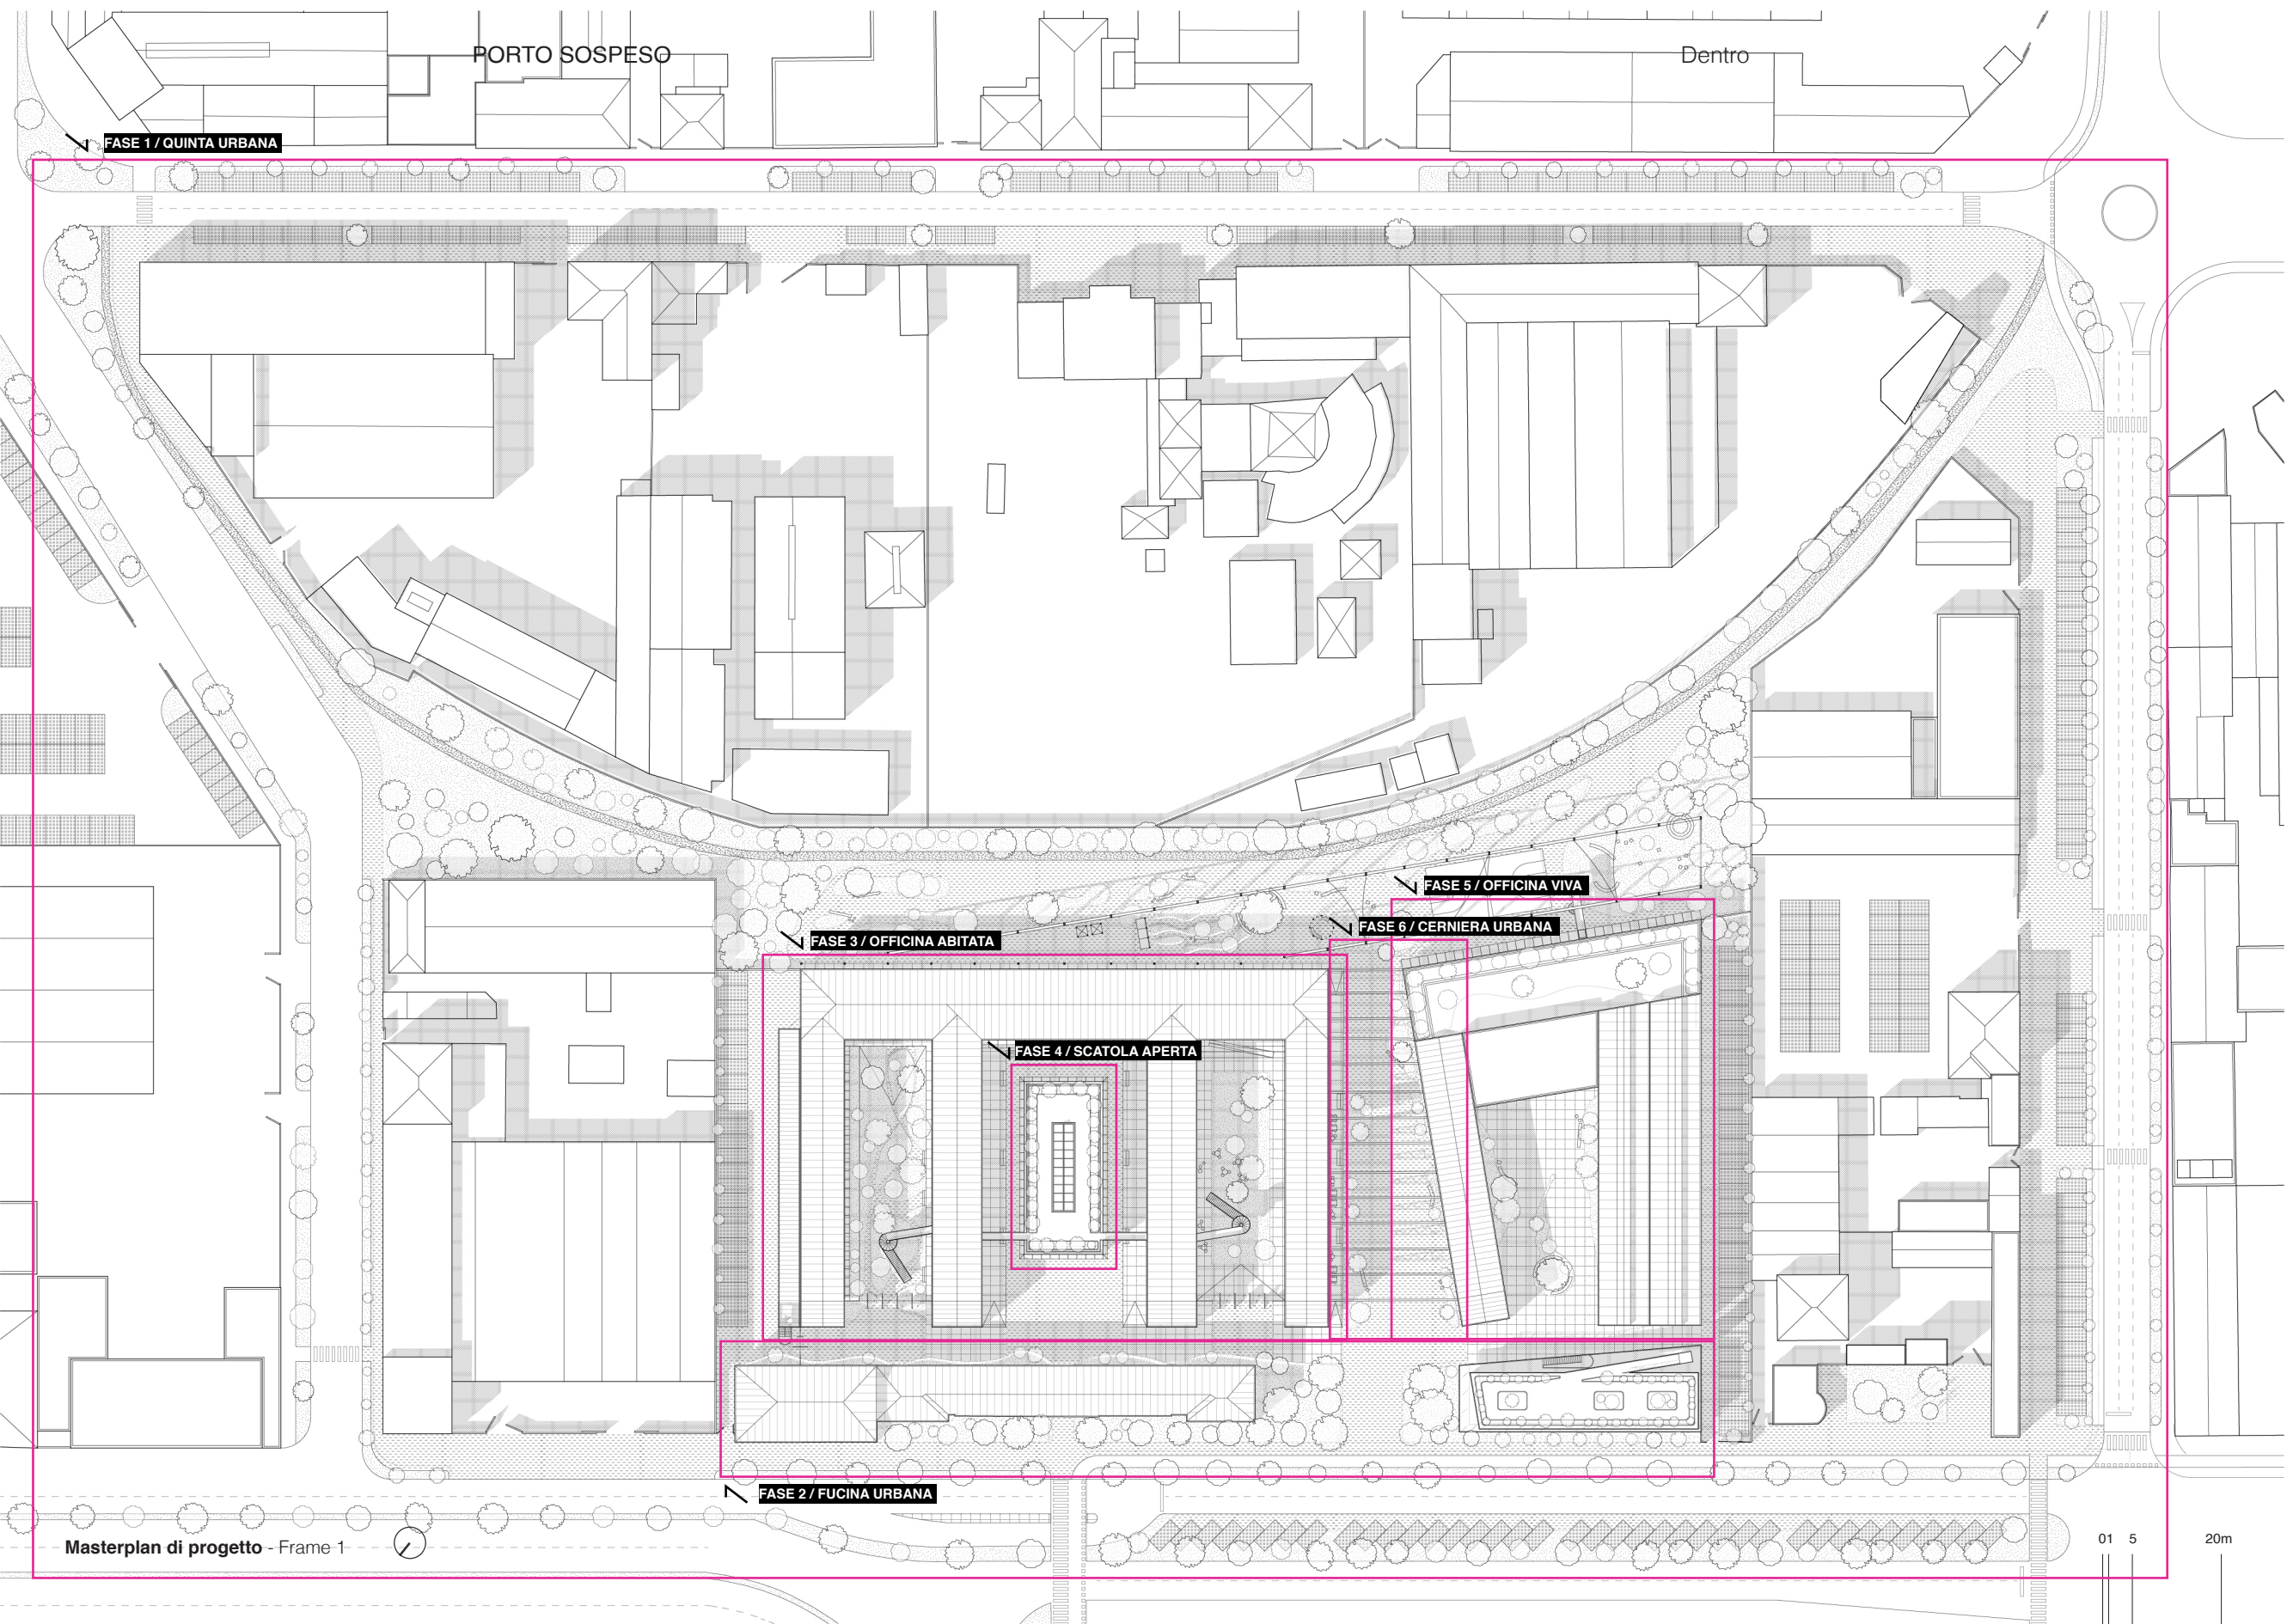 PORTO SOSPESO
Dentro
FASE 1 / QUINTA URBANA
FASE 5 / OFFICINA VIVA
FASE 6 / CERNIERA URBANA
FASE 3 / OFFICINA ABITATA
FASE 4 / SCATOLA APERTA
FASE 2 / FUCINA URBANA
Masterplan di progetto - Frame 1
01 5 20m